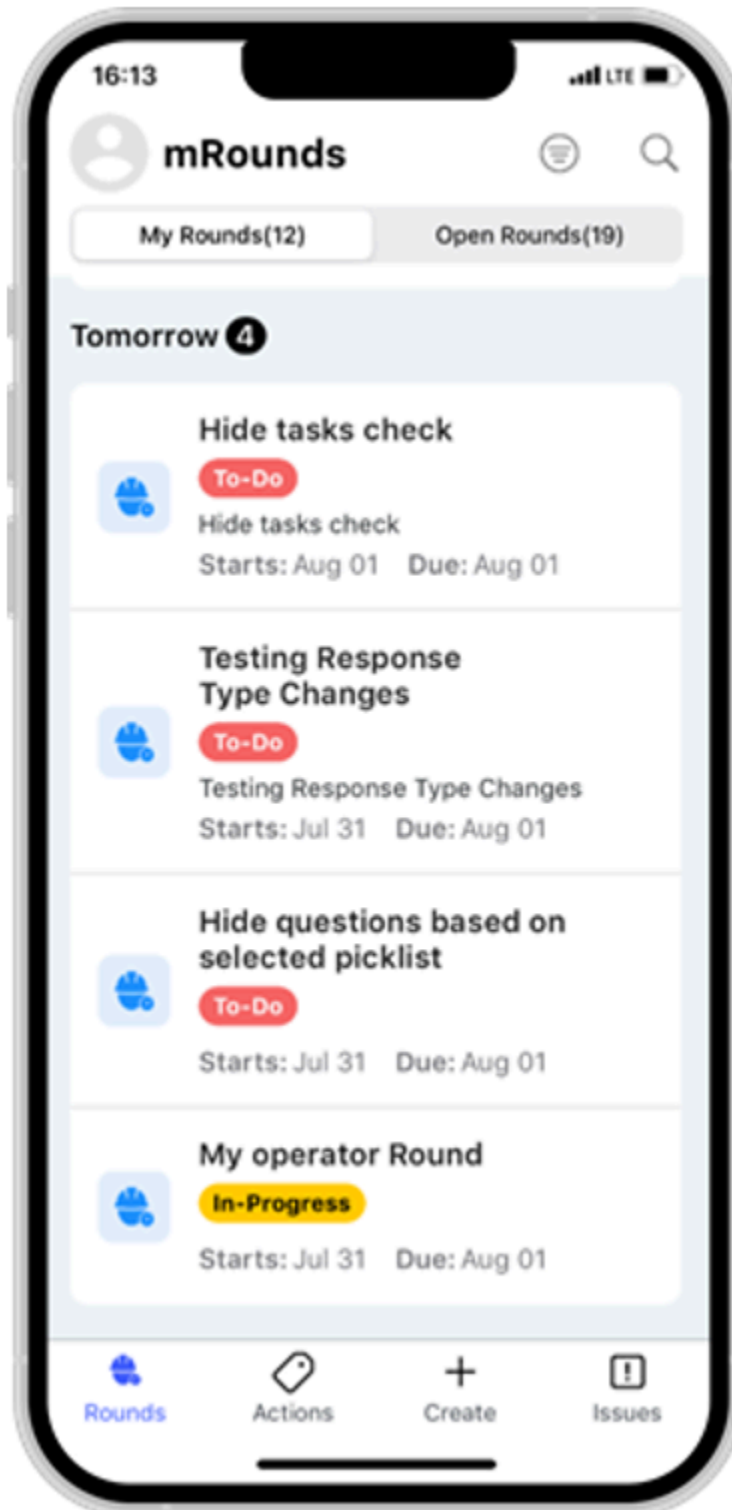 16:13
LTE
mRounds
My Rounds(12)
Open Rounds(19)
Tomorrow 4
Hide tasks check
To-Do
Hide tasks check
Starts: Aug 01 Due: Aug 01
Testing Response
Type Changes
To-Do
Testing Response Type Changes
Starts: Jul 31 Due: Aug 01
Hide questions based on
selected picklist
To-Do
Starts: Jul 31 Due: Aug 01
My operator Round
In-Progress
Starts: Jul 31 Due: Aug 01
Rounds
Actions
Create
Issues